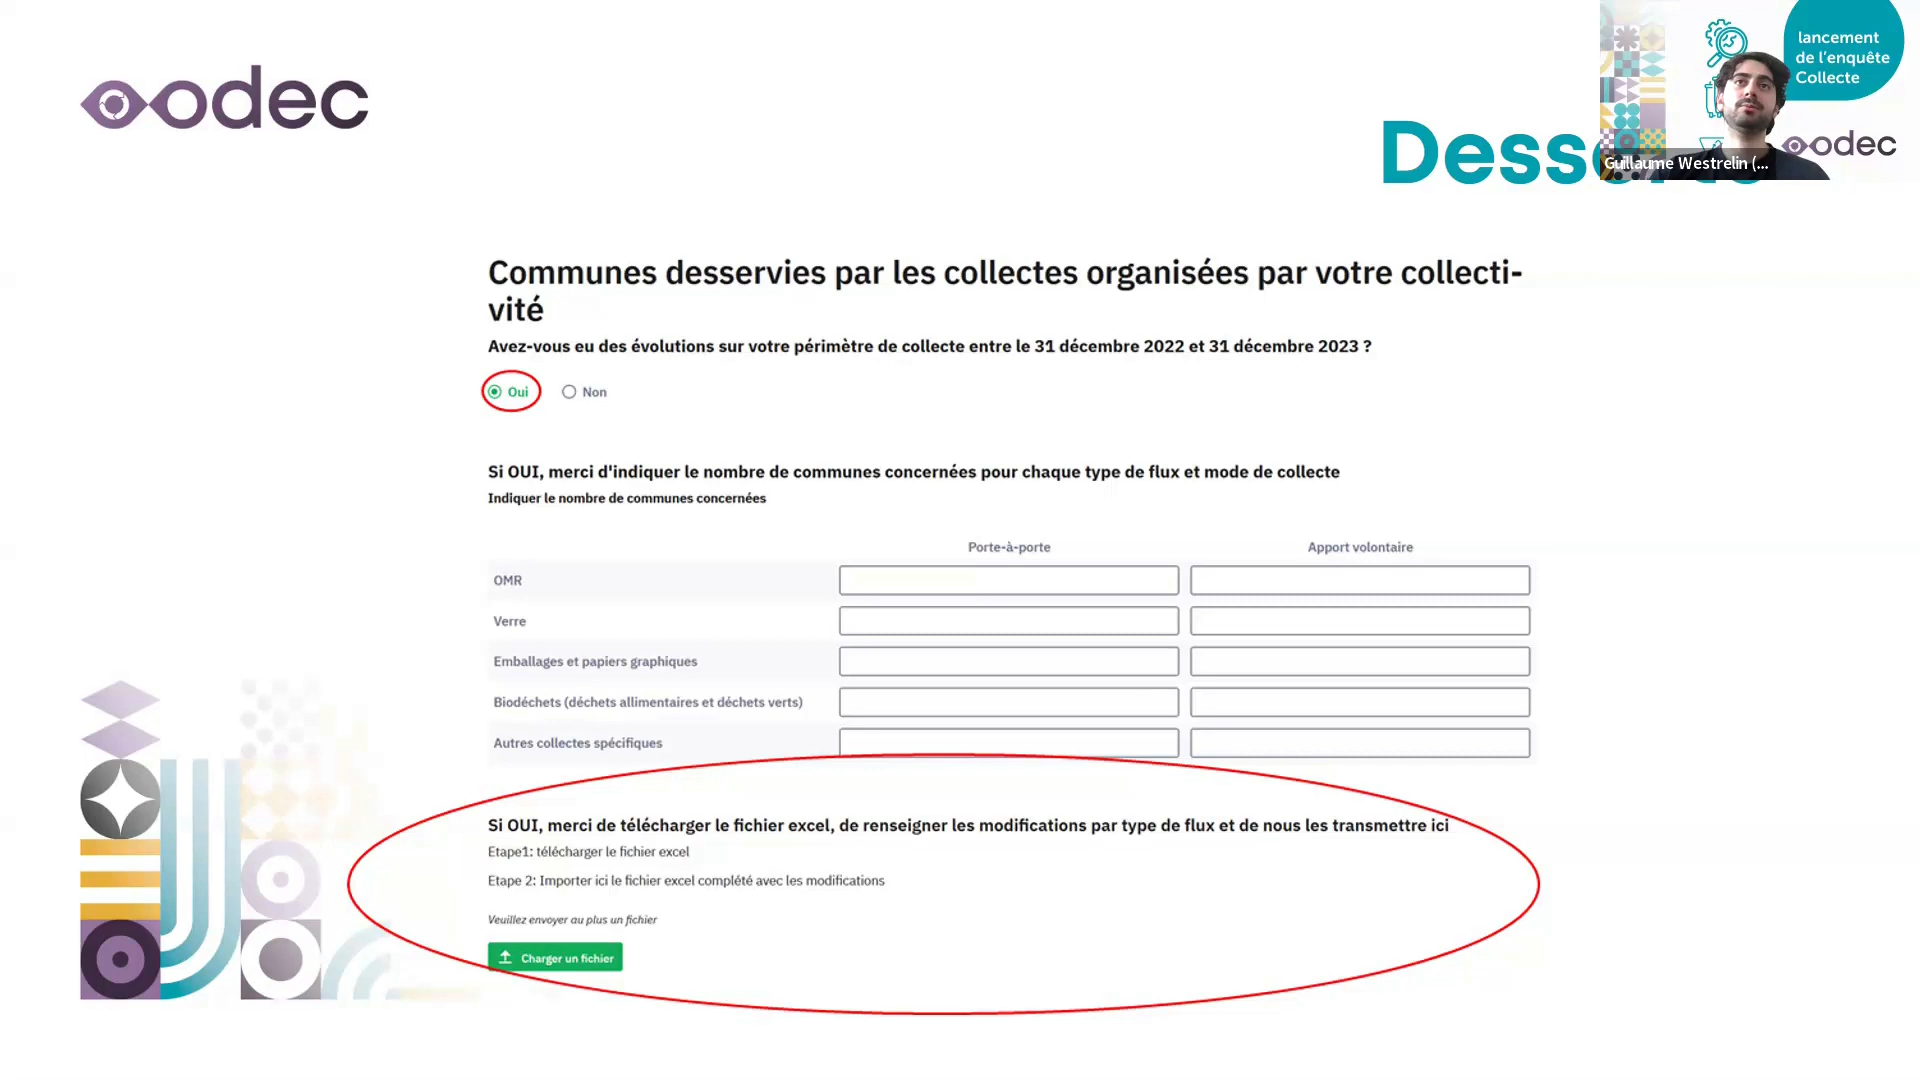 odec
lancement
de l'enquête
Collecte
odec
Guillaume Westrelin (...
Communes desservies par les collectes organisées par votre collecti-
vité
Avez-vous eu des évolutions sur votre périmètre de collecte entre le 31 décembre 2022 et 31 décembre 2023 ?
Oui Non
Si OUI, merci d'indiquer le nombre de communes concernées pour chaque type de flux et mode de collecte
Indiquer le nombre de communes concernées
Porte-à-porte Apport volontaire
OMR
Verre
Emballages et papiers graphiques
Biodéchets (déchets allimentaires et déchets verts)
Autres collectes spécifiques
Si OUI, merci de télécharger le fichier excel, de renseigner les modifications par type de flux et de nous les transmettre ici
Etape1: télécharger le fichier excel
Etape 2: Importer ici le fichier excel complété avec les modifications
Veuillez envoyer au plus un fichier
Charger un fichier